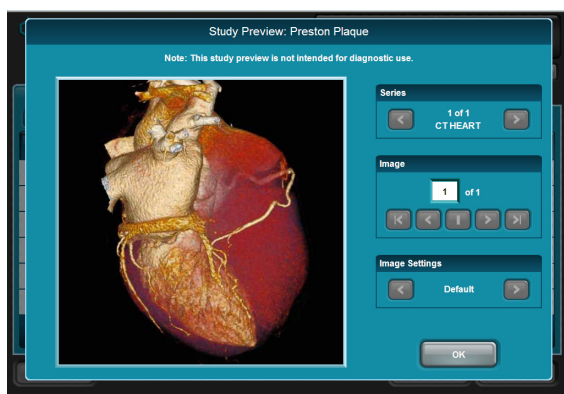 Study Preview: Preston Plaque
Note: This study preview is not intended for diagnostic use.
Series
1 of 1
CT HEART
Image
1 of 1
Image Settings
Default
OK